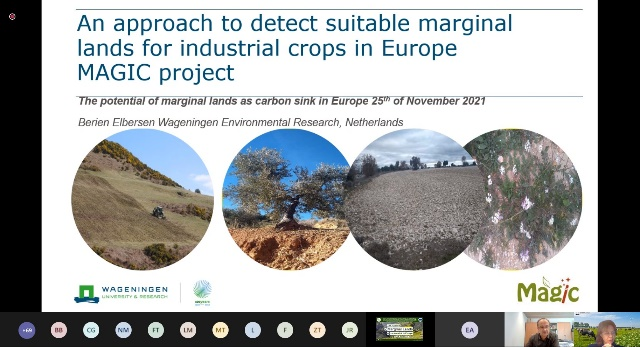 An approach to detect suitable marginal
lands for industrial crops in Europe
MAGIC project
The potential of marginal lands as carbon sink in Europe 25th of November 2021
Berien Elbersen Wageningen Environmental Research, Netherlands
WAGENINGEN
UNIVERSITY & RESEARCH
Magic
+69
BB
CG
NM
FT
LM
MT
L
F
ZT
JR
EA